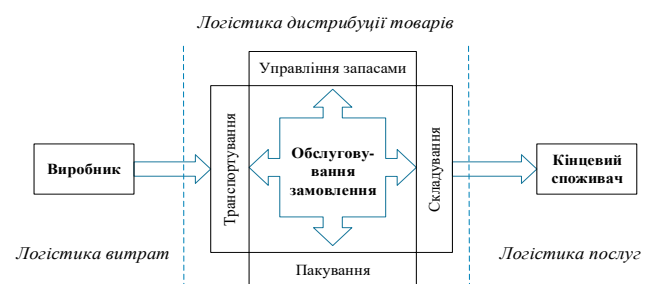 Логістика дистрибуції товарів
Управління запасами
Транспортування
Виробник
Обслугову-
вання
замовлення
Складування
Кінцевий
споживач
Логістика витрат
Пакування
Логістика послуг